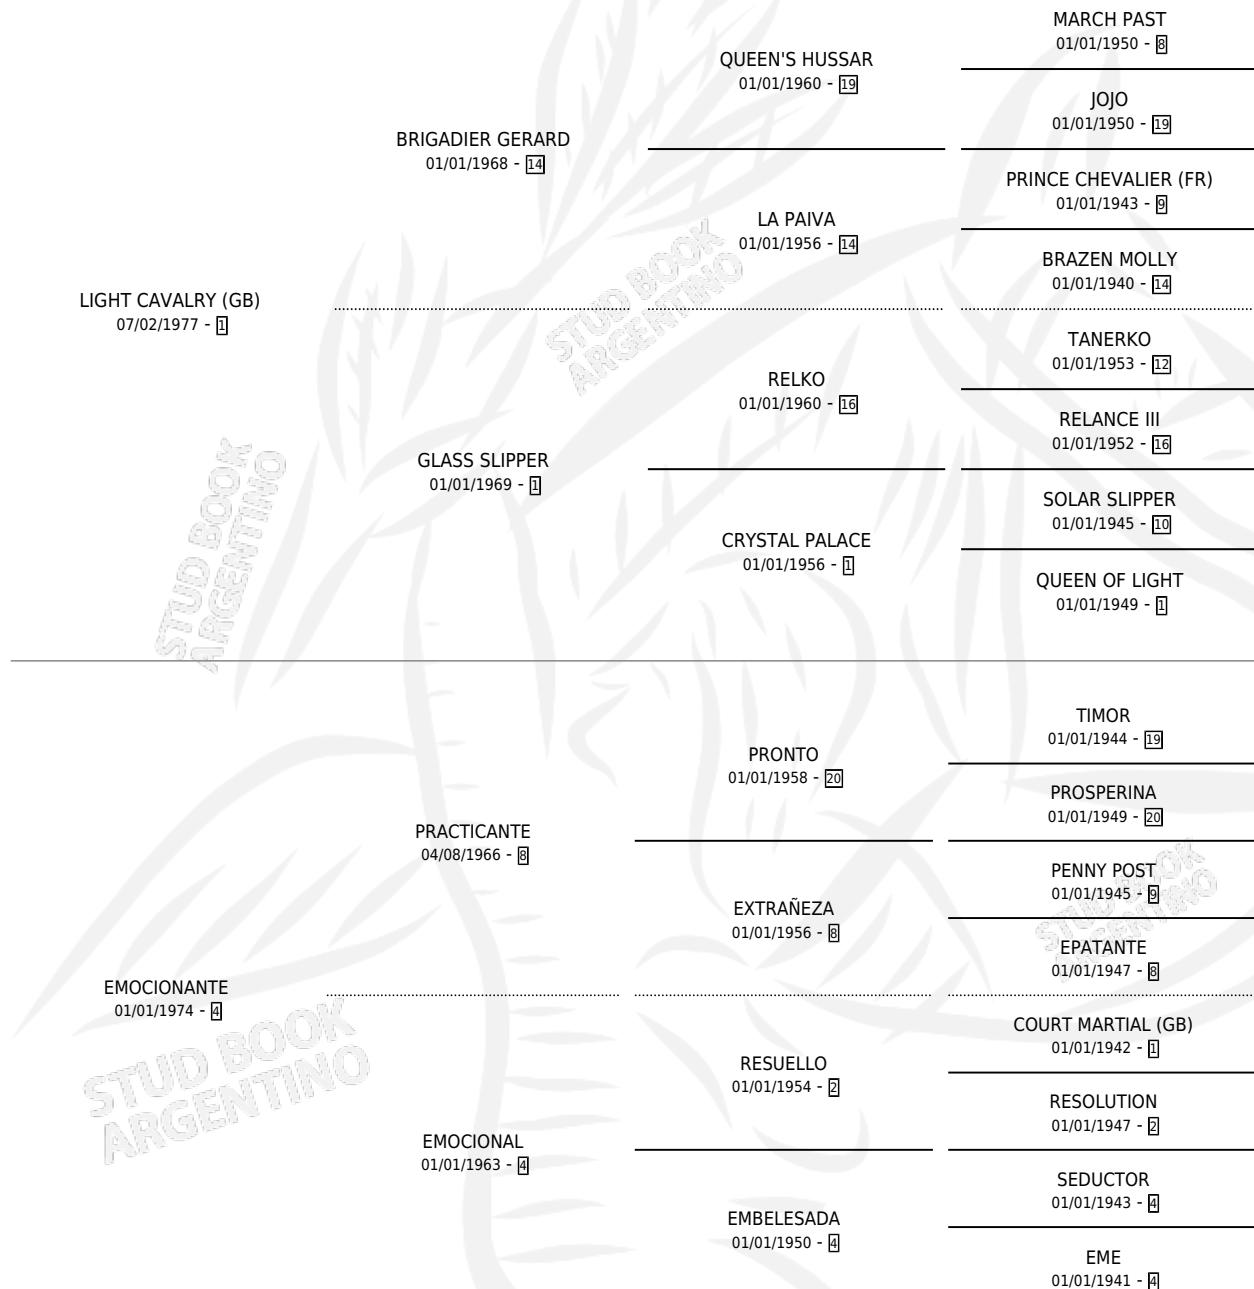 MARCH PAST
01/01/1950 - 8
QUEEN'S HUSSAR
01/01/1960 - 19
JOJO
01/01/1950 - 19
BRIGADIER GERARD
01/01/1968 - 14
PRINCE CHEVALIER (FR)
01/01/1943 - 9
LA PAIVA
01/01/1956 - 14
BRAZEN MOLLY
01/01/1940 - 14
LIGHT CAVALRY (GB)
07/02/1977 - 1
STUD BOOK
ARGENTINO
TANERKO
01/01/1953 - 12
RELKO
01/01/1960 - 16
RELANCE III
01/01/1952 - 16
GLASS SLIPPER
01/01/1969 - 1
SOLAR SLIPPER
01/01/1945 - 10
CRYSTAL PALACE
01/01/1956 - 1
QUEEN OF LIGHT
01/01/1949 - 1
STUD BOOK
ARGENTINO
TIMOR
01/01/1944 - 19
PRONTO
01/01/1958 - 20
PROSPERINA
01/01/1949 - 20
PRACTICANTE
04/08/1966 - 8
PENNY POST
01/01/1945 - 9
EXTRAÑEZA
01/01/1956 - 8
EPATANTE
01/01/1947 - 8
STUD BOOK
ARGENTINO
EMOCIONANTE
01/01/1974 - 4
COURT MARTIAL (GB)
01/01/1942 - 1
RESUELLO
01/01/1954 - 2
RESOLUTION
01/01/1947 - 2
STUD BOOK
ARGENTINO
EMOCIONAL
01/01/1963 - 4
SEDUCTOR
01/01/1943 - 4
EMBELESADA
01/01/1950 - 4
EME
01/01/1941 - 4